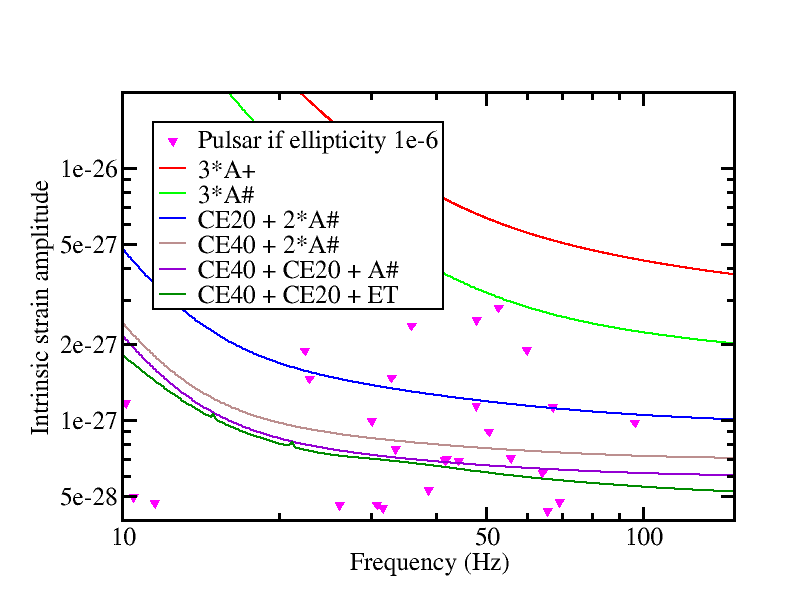 Pulsar if ellipticity 1e-6
3*A+
3*A#
CE20 + 2*A#
CE40 + 2*A#
CE40 + CE20 + A#
CE40 + CE20 + ET
1e-26
5e-27
2e-27
1e-27
5e-28
Intrinsic strain amplitude
10
50
100
Frequency (Hz)